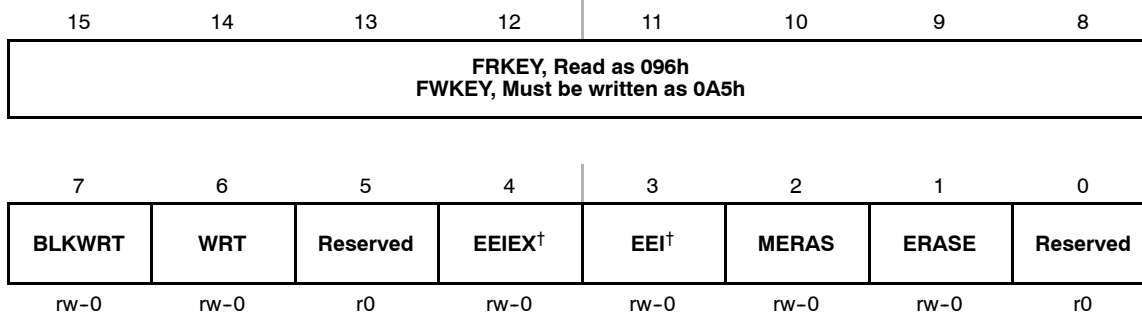 15 14 13 12 11 10 9 8
FRKEY, Read as 096h
FWKEY, Must be written as 0A5h
7 6 5 4 3 2 1 0
BLKWRT WRT Reserved EEIEX† EEI† MERAS ERASE Reserved
rw-0 rw-0 r0 rw-0 rw-0 rw-0 rw-0 r0